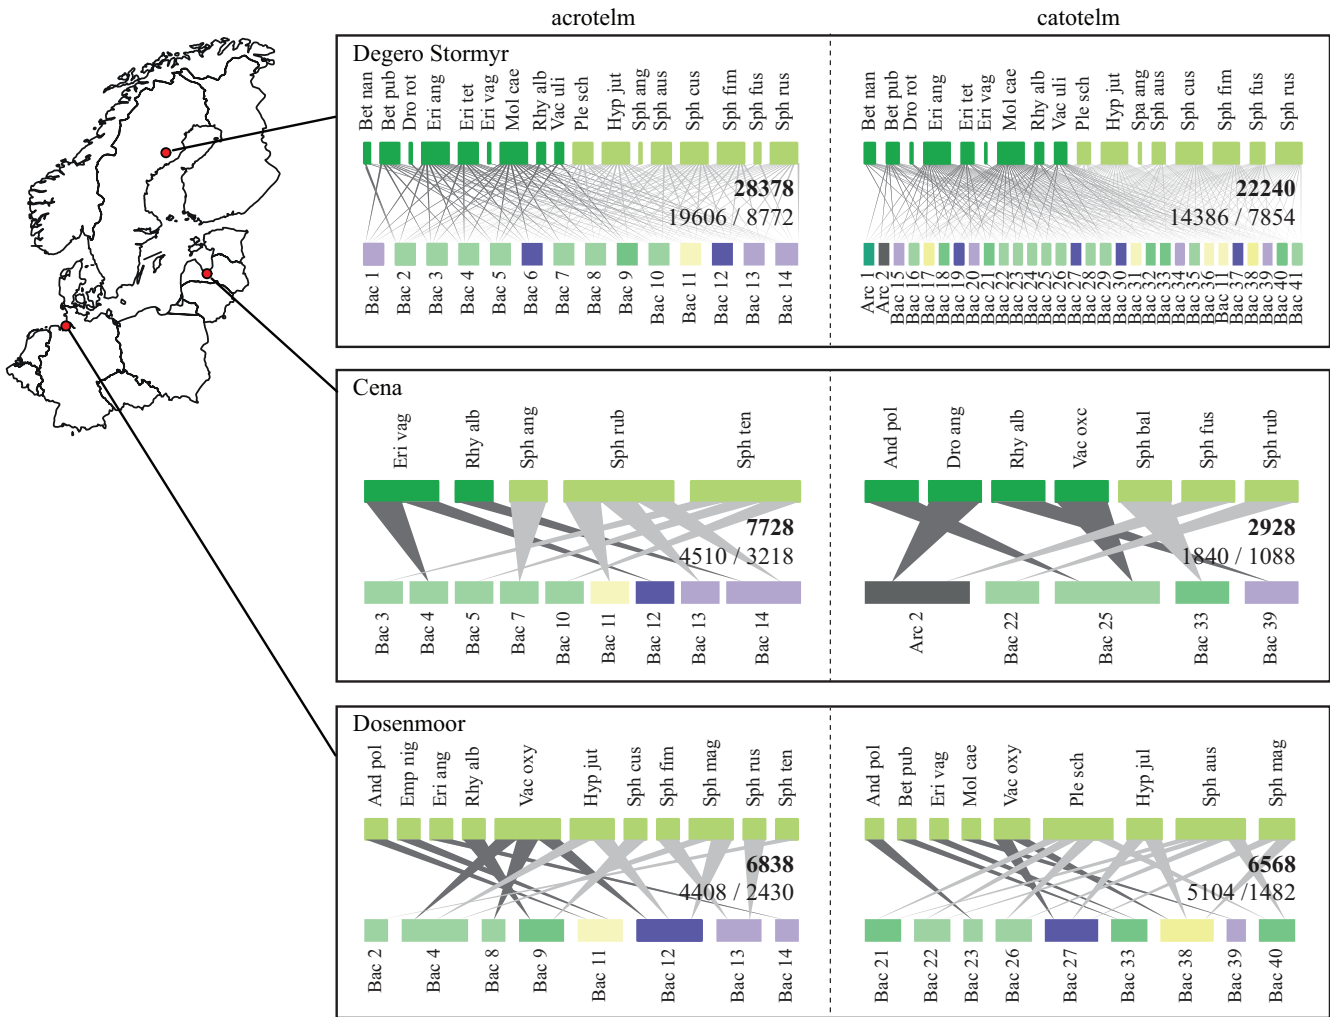 acrotelm
catotelm
Degero Stormyr
Bet nan
Bet pub
Dro rot
Eri ang
Eri tet
Eri vag
Mol cae
Rhy alb
Vac uli
Ple sch
Hyp jut
Sph ang
Sph aus
Sph cus
Sph fim
Sph fus
Sph rus
28378
19606 / 8772
Bac 1
Bac 2
Bac 3
Bac 4
Bac 5
Bac 6
Bac 7
Bac 8
Bac 9
Bac 10
Bac 11
Bac 12
Bac 13
Bac 14
Bet nan
Bet pub
Dro rot
Eri ang
Eri tet
Eri vag
Mol cae
Rhy alb
Vac uli
Ple sch
Hyp jut
Spa ang
Sph aus
Sph cus
Sph fim
Sph fus
Sph rus
22240
14386 / 7854
Arc 1
Arc 2
Bac 15
Bac 16
Bac 17
Bac 18
Bac 19
Bac 20
Bac 21
Bac 22
Bac 23
Bac 24
Bac 25
Bac 26
Bac 27
Bac 28
Bac 29
Bac 30
Bac 31
Bac 32
Bac 33
Bac 34
Bac 35
Bac 36
Bac 11
Bac 37
Bac 38
Bac 39
Bac 40
Bac 41
Cena
Eri vag
Rhy alb
Sph ang
Sph rub
Sph ten
7728
4510 / 3218
Bac 3
Bac 4
Bac 5
Bac 7
Bac 10
Bac 11
Bac 12
Bac 13
Bac 14
And pol
Dro ang
Rhy alb
Vac oxc
Sph bal
Sph fus
Sph rub
2928
1840 / 1088
Arc 2
Bac 22
Bac 25
Bac 33
Bac 39
Dosenmoor
And pol
Emp nig
Eri ang
Rhy alb
Vac oxy
Hyp jut
Sph cus
Sph fim
Sph mag
Sph rus
Sph ten
6838
4408 / 2430
Bac 2
Bac 4
Bac 8
Bac 9
Bac 11
Bac 12
Bac 13
Bac 14
And pol
Bet pub
Eri vag
Mol cae
Vac oxy
Ple sch
Hyp jul
Sph aus
Sph mag
6568
5104 /1482
Bac 21
Bac 22
Bac 23
Bac 26
Bac 27
Bac 33
Bac 38
Bac 39
Bac 40